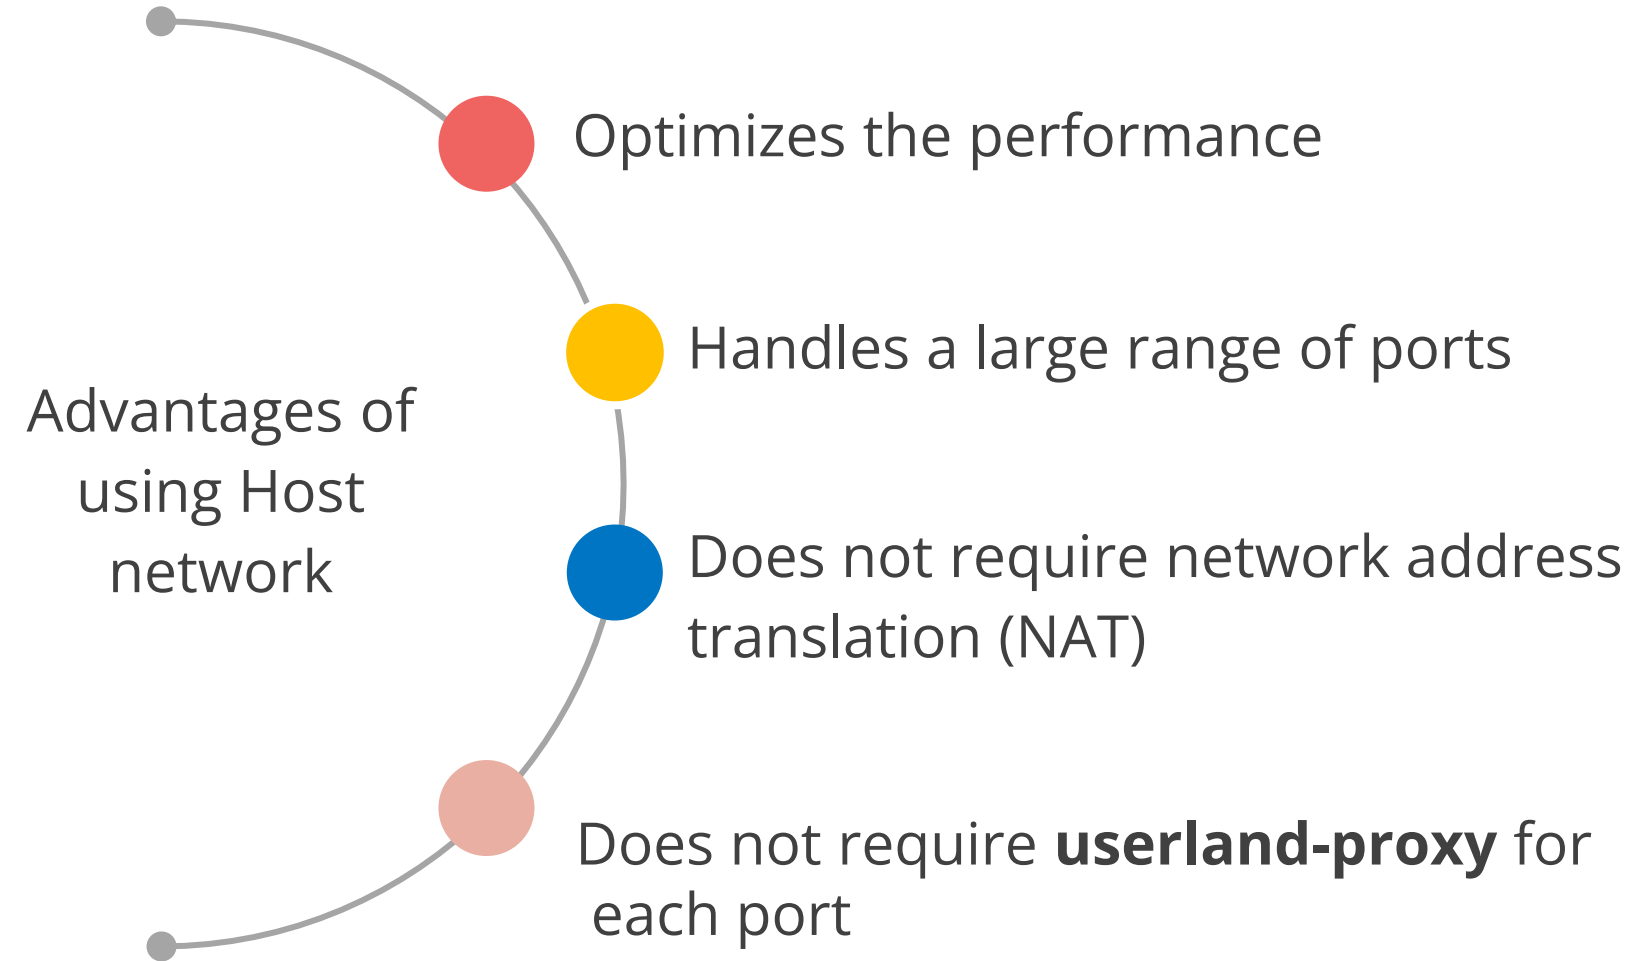 Advantages of
using Host
network
Optimizes the performance
Handles a large range of ports
Does not require network address
translation (NAT)
Does not require userland-proxy for
each port